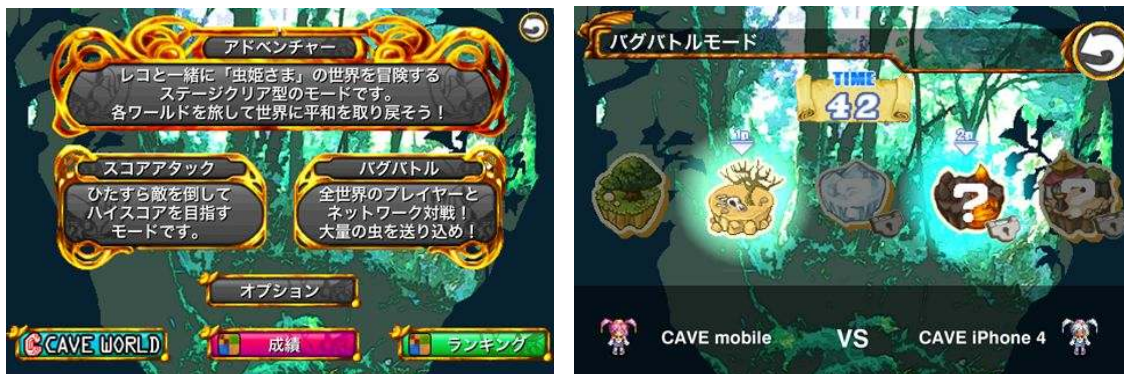 アドベンチャー
レコと一緒に「虫姫さま」の世界を冒険する
ステージクリア型のモードです。
各ワールドを旅して世界に平和を取り戻そう！
スコアアタック
ひたすら敵を倒して
ハイスコアを目指す
モードです。
バグバトル
全世界のプレイヤーと
ネットワーク対戦！
大量の虫を送り込め！
オプション
CAVE WORLD
成績
ランキング
バグバトルモード
TIME
42
1P
2P
?
?
CAVE mobile
VS
CAVE iPhone 4